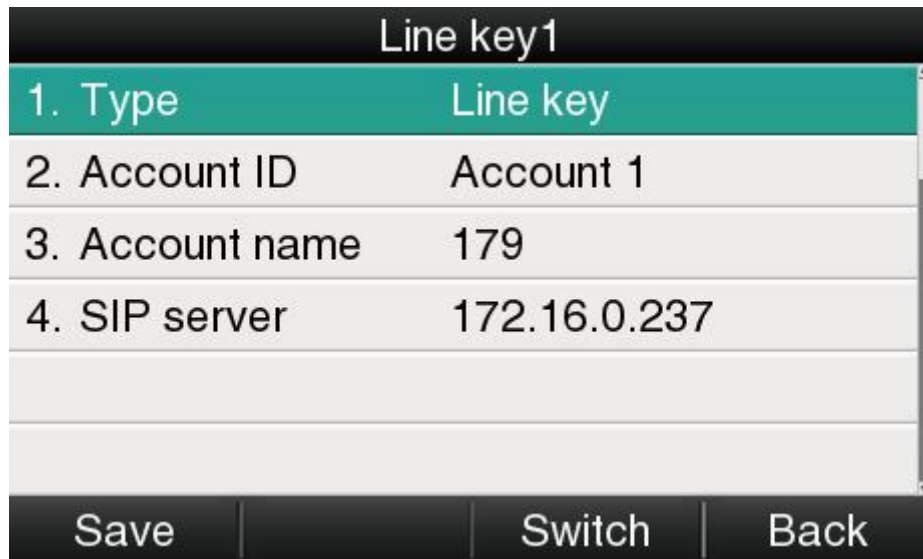 Line key1
1. Type Line key
2. Account ID Account 1
3. Account name 179
4. SIP server 172.16.0.237
Save Switch Back